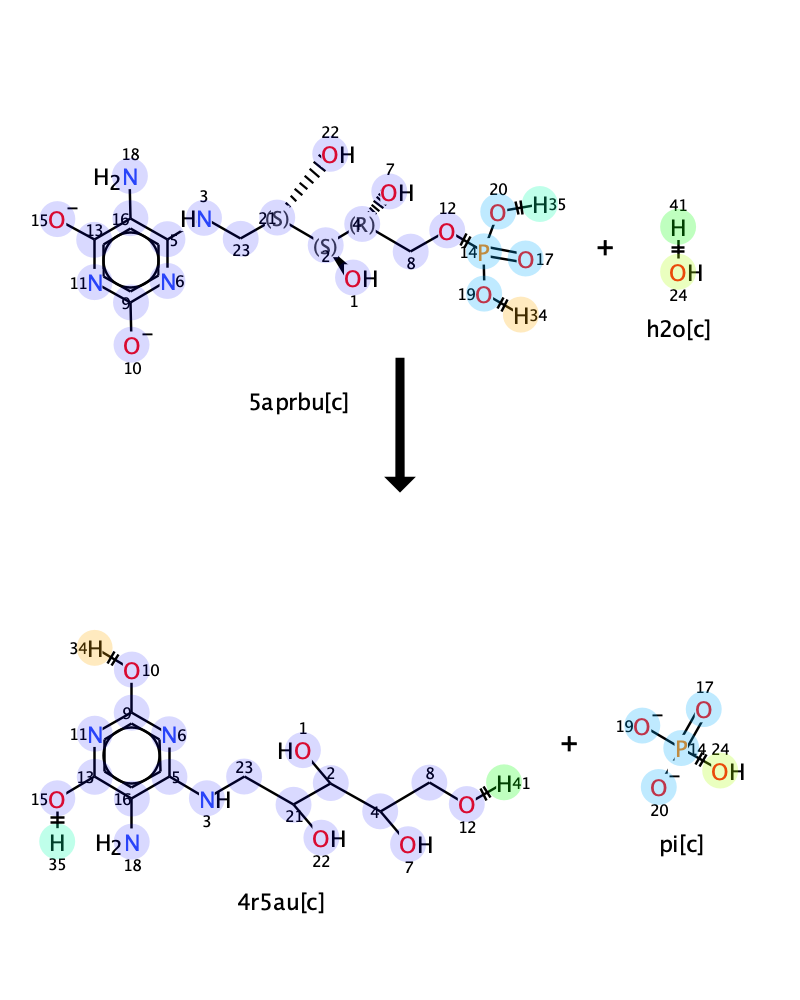 22
OH
18
H2N
7
OH
3
HN
20
O
H35
41
H
15O−
13
16
5
21
(S)
4
(R)
12
O
23
(S)
2
8
14P
O17
+
11N
N6
OH
1
9
19O
H34
OH
24
O−
10
h2o[c]
5aprbu[c]
34H
O10
17
O
9
1
HO
19O−
11N
N6
23
2
8
H41
+
P14
24
OH
15O
13
16
5
NH
3
21
4
O
12
O−
20
H
35
H2N
18
OH
22
OH
7
pi[c]
4r5au[c]